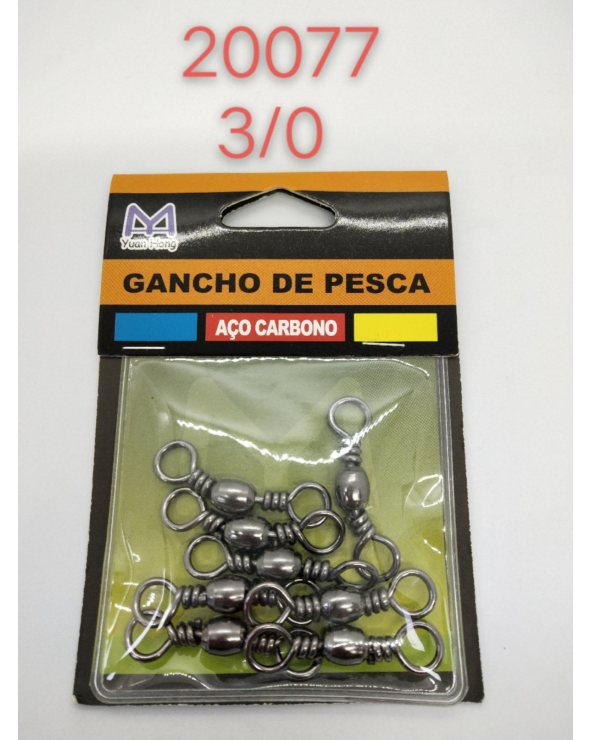 20077
3/0
Yuan Hong
GANCHO DE PESCA
AÇO CARBONO